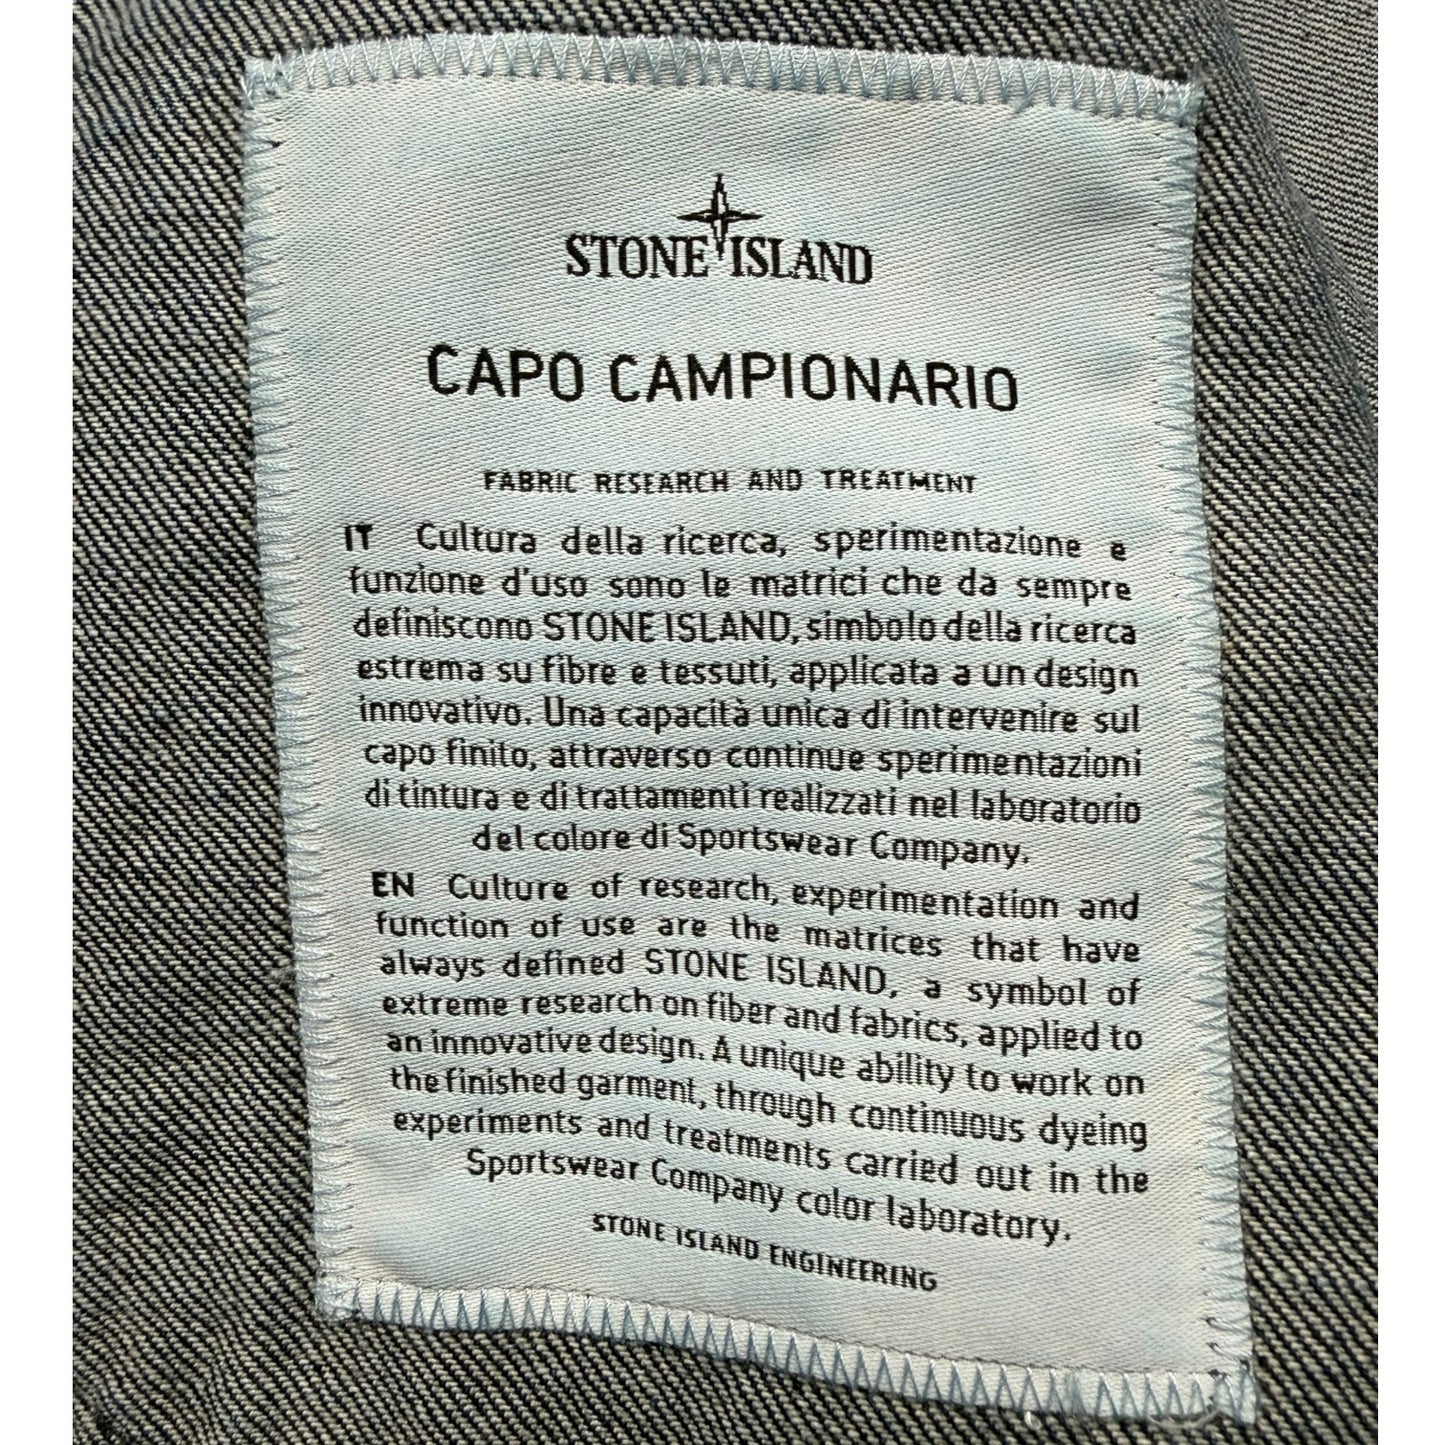 STONE ISLAND
CAPO CAMPIONARIO
FABRIC RESEARCH AND TREATMENT
IT Cultura della ricerca, sperimentazione e
funzione d'uso sono le matrici che da sempre
definiscono STONE ISLAND, simbolo della ricerca
estrema su fibre e tessuti, applicata a un design
innovativo. Una capacità unica di intervenire sul
capo finito, attraverso continue sperimentazioni
di tintura e di trattamenti realizzati nel laboratorio
del colore di Sportswear Company.
EN Culture of research, experimentation and
function of use are the matrices that have
always defined STONE ISLAND, a symbol of
extreme research on fiber and fabrics, applied to
an innovative design. A unique ability to work on
the finished garment, through continuous dyeing
experiments and treatments carried out in the
Sportswear Company color laboratory.
STONE ISLAND ENGINEERING